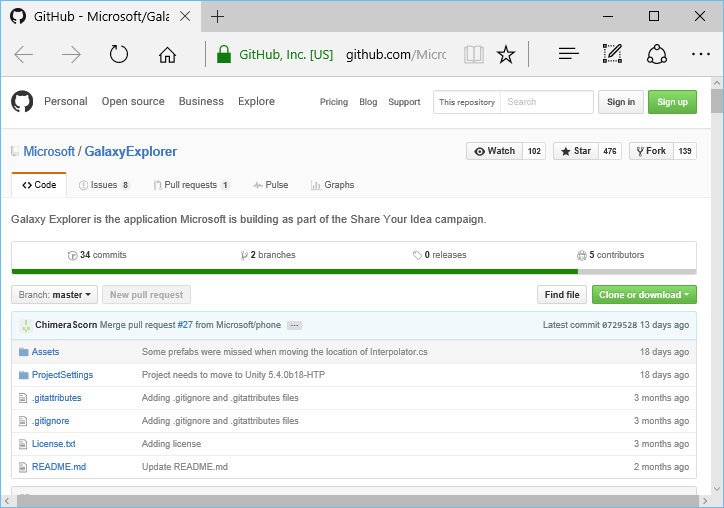 GitHub - Microsoft/Gala
GitHub, Inc. [US] github.com/Micro
Personal Open source Business Explore Pricing Blog Support This repository Search Sign in Sign up
Microsoft / GalaxyExplorer Watch 102 Star 476 Fork 139
Code Issues 8 Pull requests 1 Pulse Graphs
Galaxy Explorer is the application Microsoft is building as part of the Share Your Idea campaign.
34 commits 2 branches 0 releases 5 contributors
Branch: master New pull request Find file Clone or download
ChimeraScorn Merge pull request #27 from Microsoft/phone ... Latest commit 0729528 13 days ago
Assets Some prefabs were missed when moving the location of Interpolator.cs 18 days ago
ProjectSettings Project needs to move to Unity 5.4.0b18-HTP 18 days ago
.gitattributes Adding .gitignore and .gitattributes files 3 months ago
.gitignore Adding .gitignore and .gitattributes files 3 months ago
License.txt Adding license 3 months ago
README.md Update README.md 2 months ago